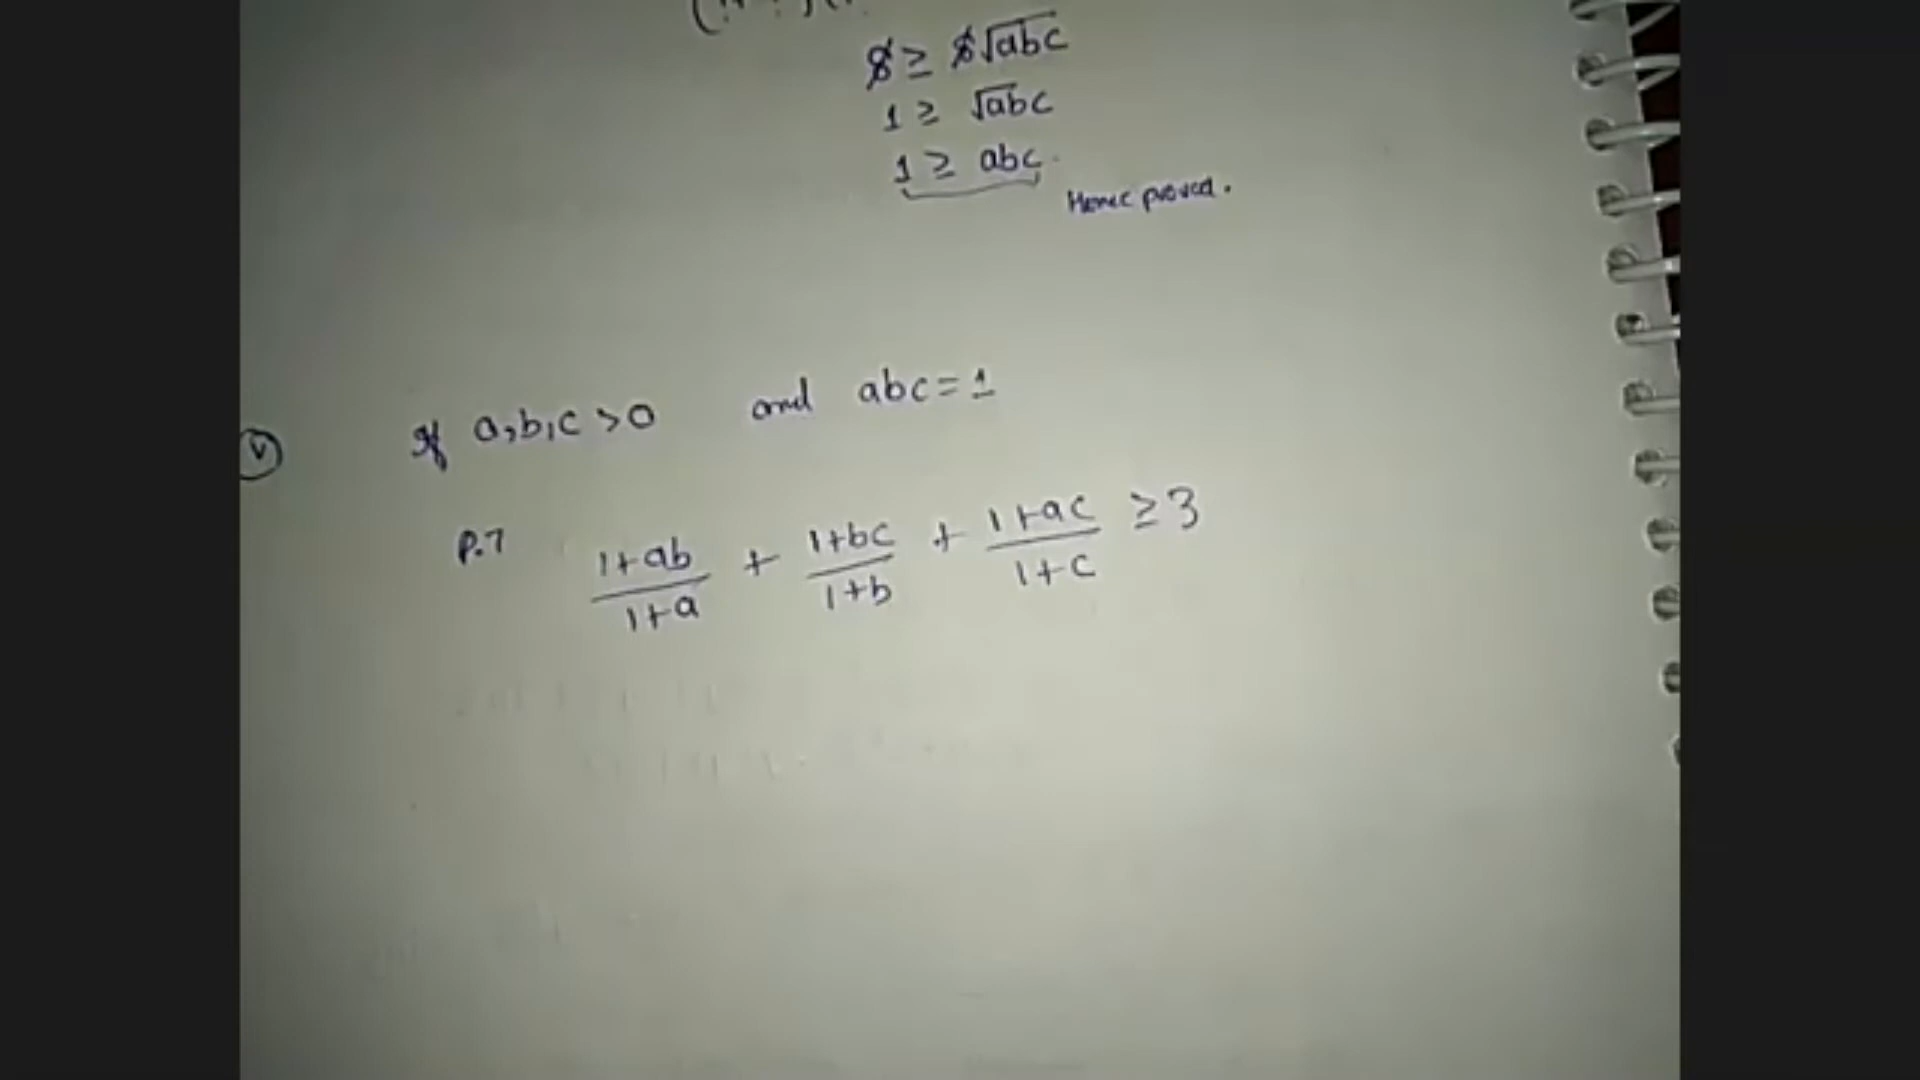 8 ≥ 8√abc
1 ≥ √abc
1 ≥ abc.
Hence proved.
(v) If a,b,c >0 and abc = 1
P.T (1+ab)/(1+a) + (1+bc)/(1+b) + (1+ac)/(1+c) ≥ 3